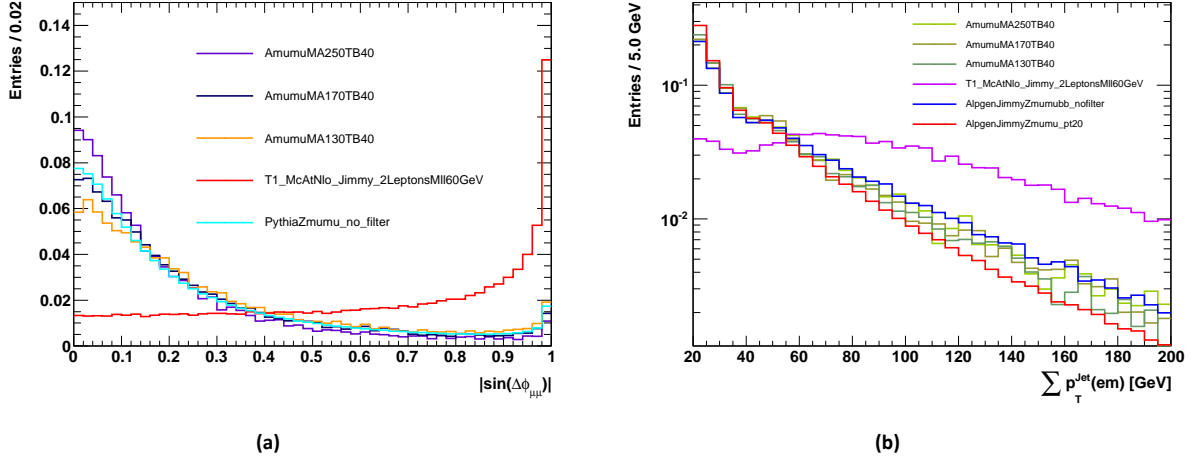 Entries / 0.02
0.14
0.12
0.1
0.08
0.06
0.04
0.02
0
AmumuMA250TB40
AmumuMA170TB40
AmumuMA130TB40
T1_McAtNlo_Jimmy_2LeptonsMll60GeV
PythiaZmumu_no_filter
0 0.1 0.2 0.3 0.4 0.5 0.6 0.7 0.8 0.9 1
|sin(Δϕμμ)|
(a)
Entries / 5.0 GeV
10-1
10-2
AmumuMA250TB40
AmumuMA170TB40
AmumuMA130TB40
T1_McAtNlo_Jimmy_2LeptonsMll60GeV
AlpgenJimmyZmumubb_nofilter
AlpgenJimmyZmumu_pt20
20 40 60 80 100 120 140 160 180 200
∑ pTJet(em) [GeV]
(b)